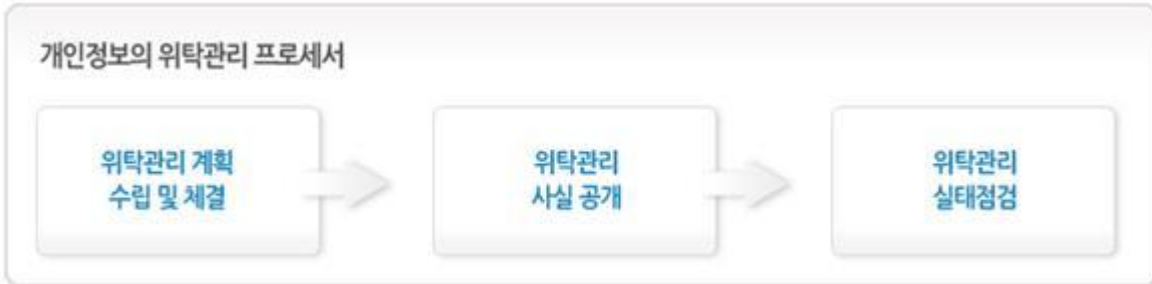 개인정보의 위탁관리 프로세서
위탁관리 계획
수립 및 체결
위탁관리
사실 공개
위탁관리
실태점검